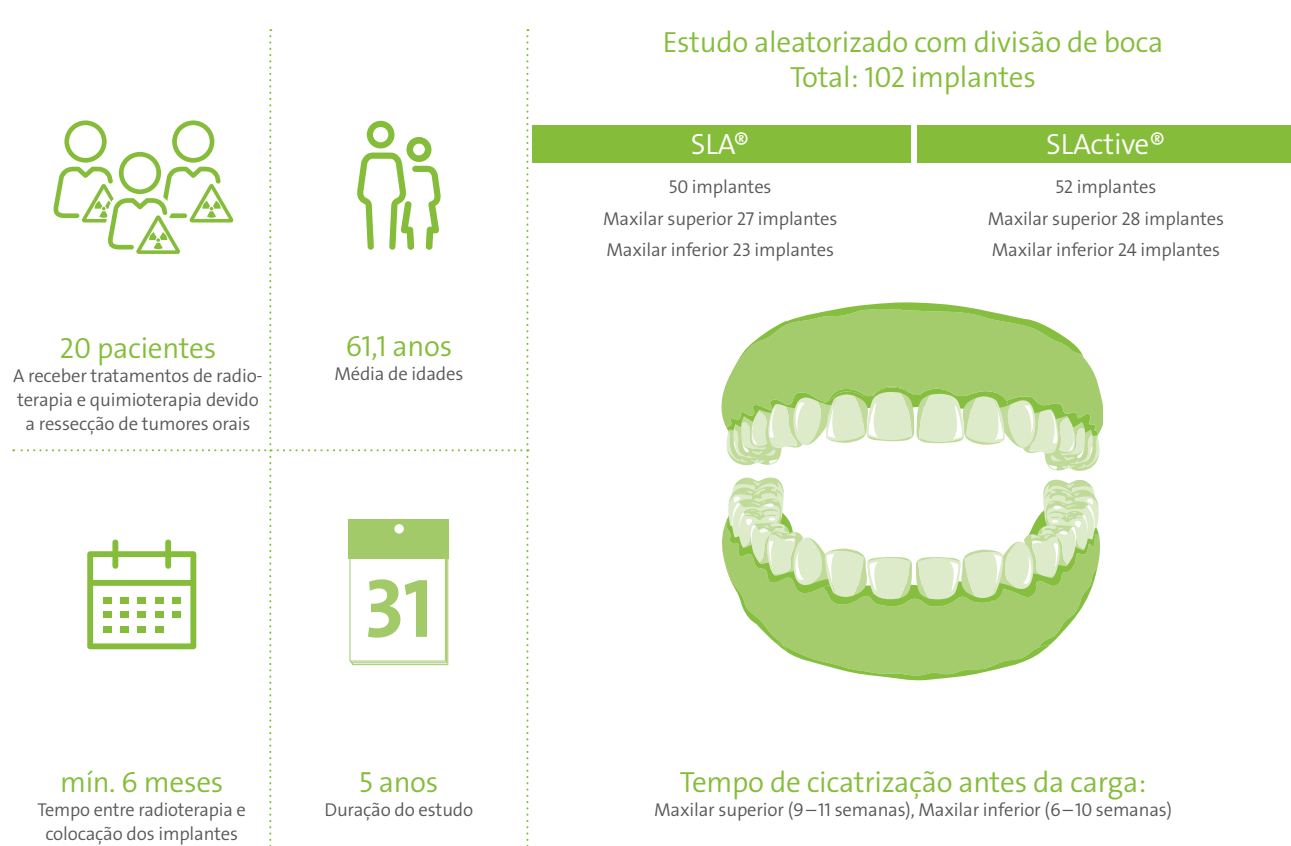 20 pacientes
A receber tratamentos de radio-
terapia e quimioterapia devido
a ressecção de tumores orais
61,1 anos
Média de idades
mín. 6 meses
Tempo entre radioterapia e
colocação dos implantes
31
5 anos
Duração do estudo
Estudo aleatorizado com divisão de boca
Total: 102 implantes
SLA®
50 implantes
Maxilar superior 27 implantes
Maxilar inferior 23 implantes
SLActive®
52 implantes
Maxilar superior 28 implantes
Maxilar inferior 24 implantes
Tempo de cicatrização antes da carga:
Maxilar superior (9–11 semanas), Maxilar inferior (6–10 semanas)